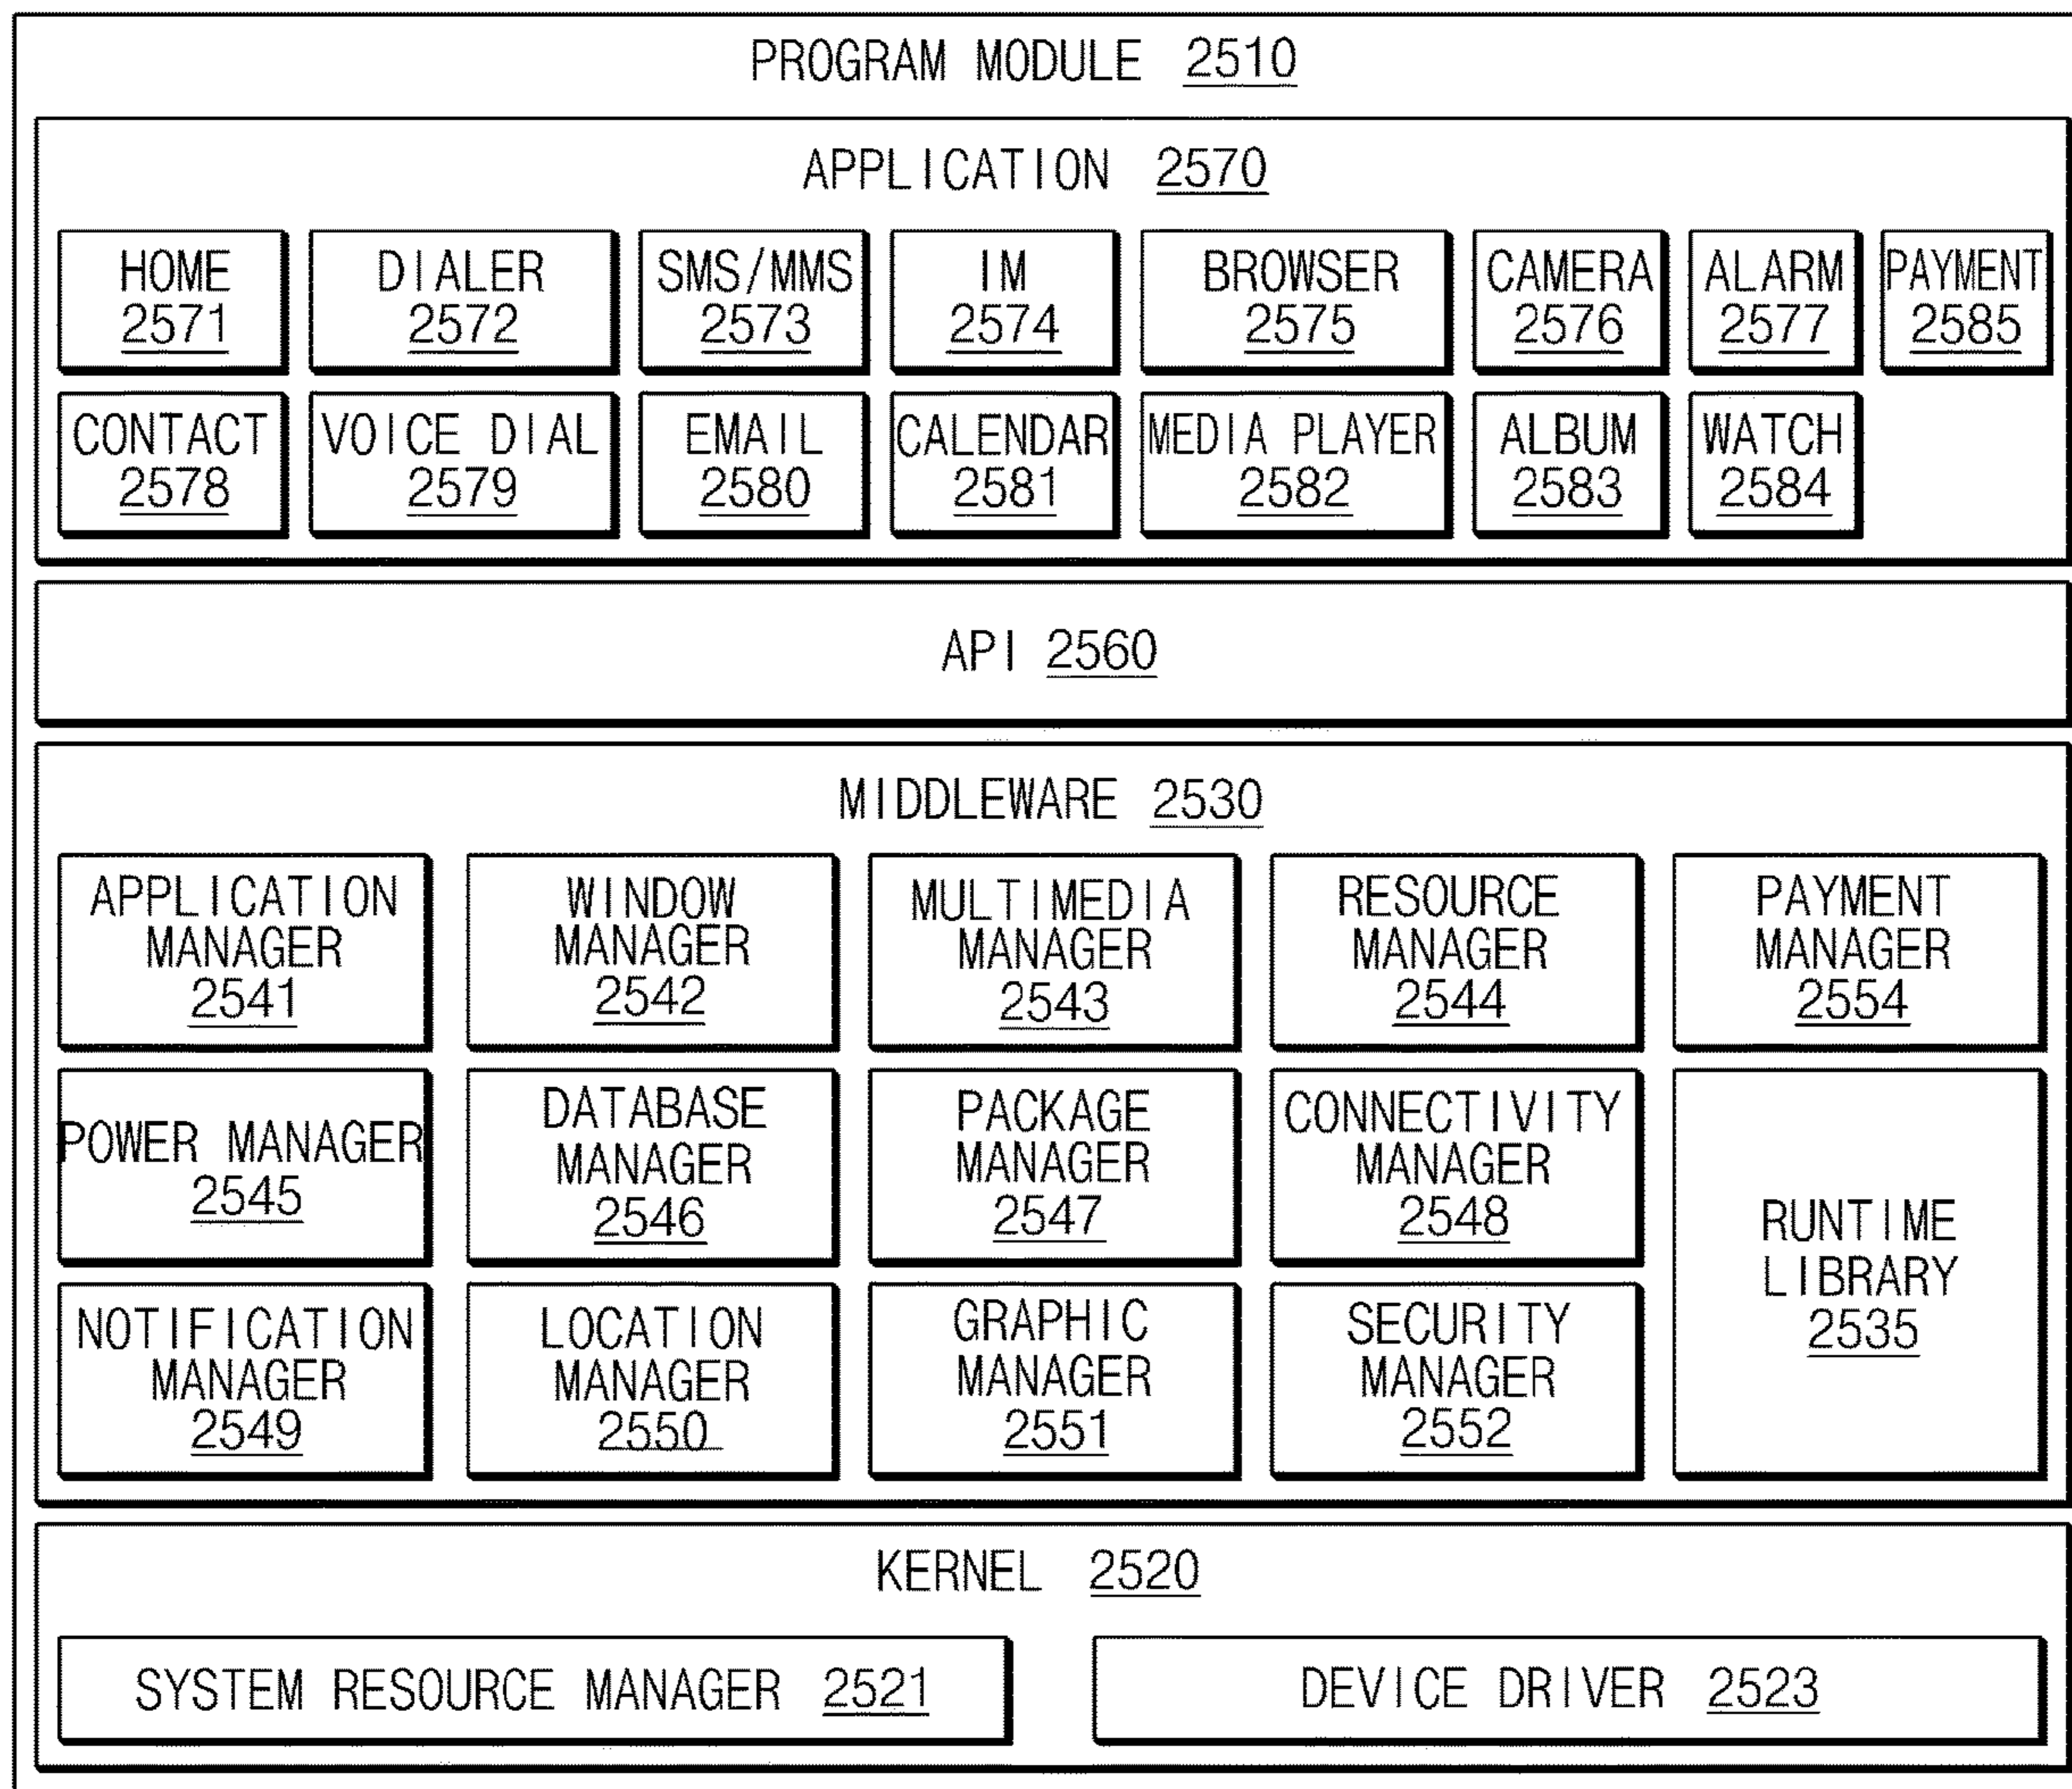 PROGRAM MODULE 2510
APPLICATION 2570
HOME
2571
DIALER
2572
SMS/MMS
2573
IM
2574
BROWSER
2575
CAMERA
2576
ALARM
2577
PAYMENT
2585
CONTACT
2578
VOICE DIAL
2579
EMAIL
2580
CALENDAR
2581
MEDIA PLAYER
2582
ALBUM
2583
WATCH
2584
API 2560
MIDDLEWARE 2530
APPLICATION
MANAGER
2541
WINDOW
MANAGER
2542
MULTIMEDIA
MANAGER
2543
RESOURCE
MANAGER
2544
PAYMENT
MANAGER
2554
POWER MANAGER
2545
DATABASE
MANAGER
2546
PACKAGE
MANAGER
2547
CONNECTIVITY
MANAGER
2548
RUNTIME
LIBRARY
2535
NOTIFICATION
MANAGER
2549
LOCATION
MANAGER
2550
GRAPHIC
MANAGER
2551
SECURITY
MANAGER
2552
KERNEL 2520
SYSTEM RESOURCE MANAGER 2521
DEVICE DRIVER 2523